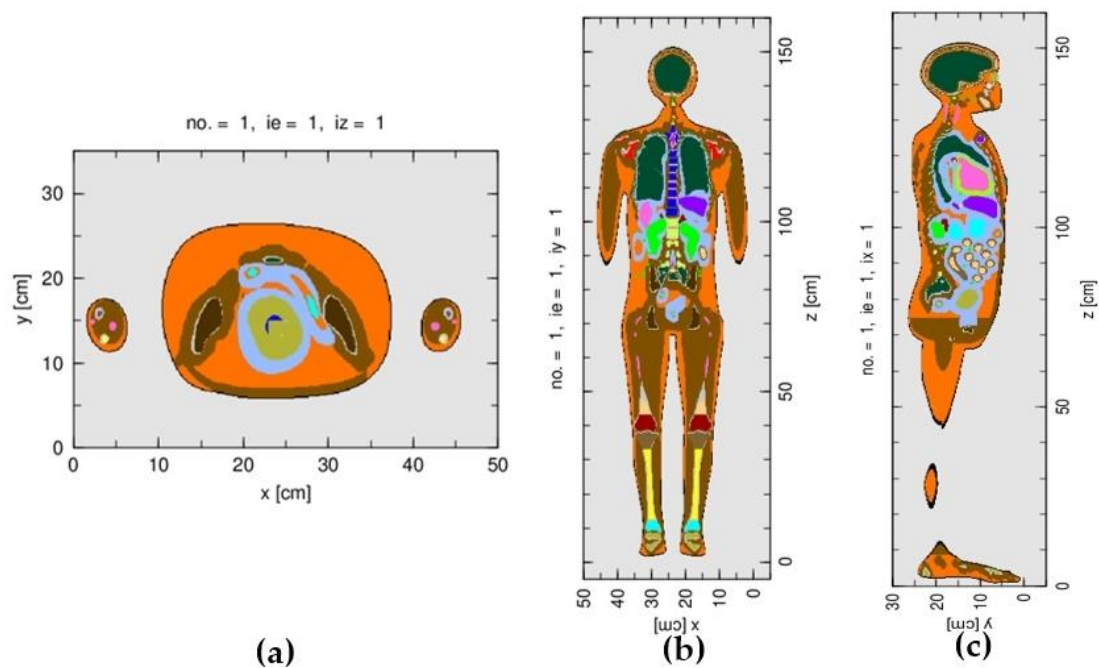 no. = 1, ie = 1, iz = 1
30
20
10
0
y [cm]
0 10 20 30 40 50
x [cm]
(a)
no. = 1, ie = 1, iy = 1
150
100
50
0
z [cm]
50 40 30 20 10 0
x [cm]
(b)
no. = 1, ie = 1, ix = 1
150
100
50
0
z [cm]
30 20 10 0
y [cm]
(c)